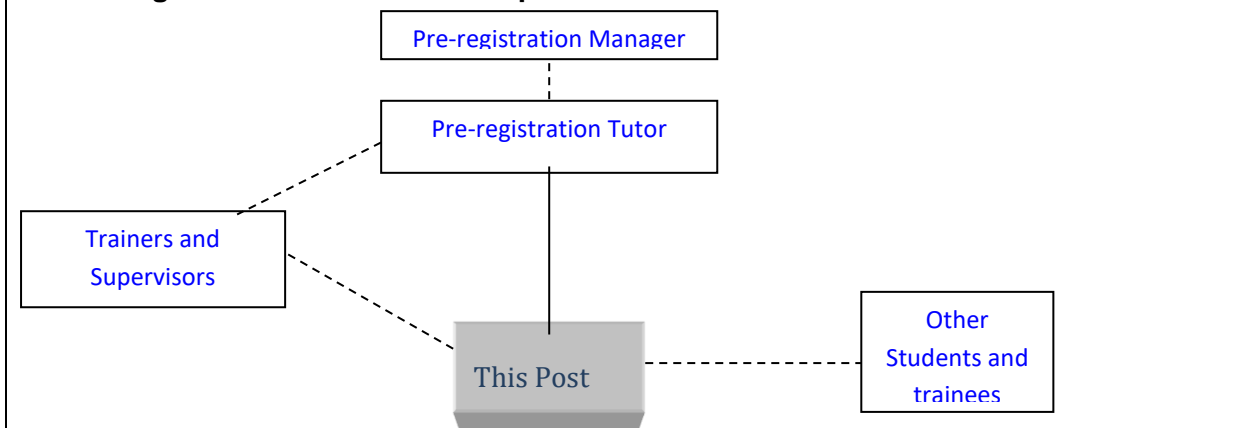 Pre-registration Manager
Pre-registration Tutor
Trainers and
Supervisors
Other
Students and
trainees
This Post